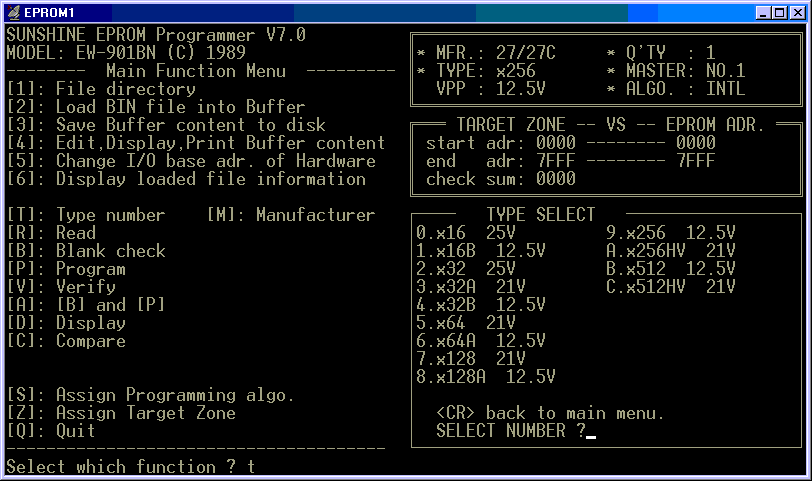 EPROM1
SUNSHINE EPROM Programmer V7.0
MODEL: EW-901BN (C) 1989
-------- Main Function Menu ---------
[1]: File directory
[2]: Load BIN file into Buffer
[3]: Save Buffer content to disk
[4]: Edit,Display,Print Buffer content
[5]: Change I/O base adr. of Hardware
[6]: Display loaded file information
[T]: Type number [M]: Manufacturer
[R]: Read
[B]: Blank check
[P]: Program
[V]: Verify
[A]: [B] and [P]
[D]: Display
[C]: Compare
[S]: Assign Programming algo.
[Z]: Assign Target Zone
[Q]: Quit
--------------------------------------
Select which function ? t
* MFR.: 27/27C * Q'TY : 1
* TYPE: x256 * MASTER: NO.1
VPP : 12.5V * ALGO. : INTL
TARGET ZONE -- VS -- EPROM ADR.
start adr: 0000 -------- 0000
end adr: 7FFF -------- 7FFF
check sum: 0000
TYPE SELECT
0.x16 25V 9.x256 12.5V
1.x16B 12.5V A.x256HV 21V
2.x32 25V B.x512 12.5V
3.x32A 21V C.x512HV 21V
4.x32B 12.5V
5.x64 21V
6.x64A 12.5V
7.x128 21V
8.x128A 12.5V
<CR> back to main menu.
SELECT NUMBER ?_